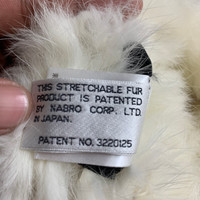 THIS STRETCHABLE FUR
PRODUCT IS PATENTED
BY NABRO CORP. LTD.
IN JAPAN.
PATENT NO. 3220125